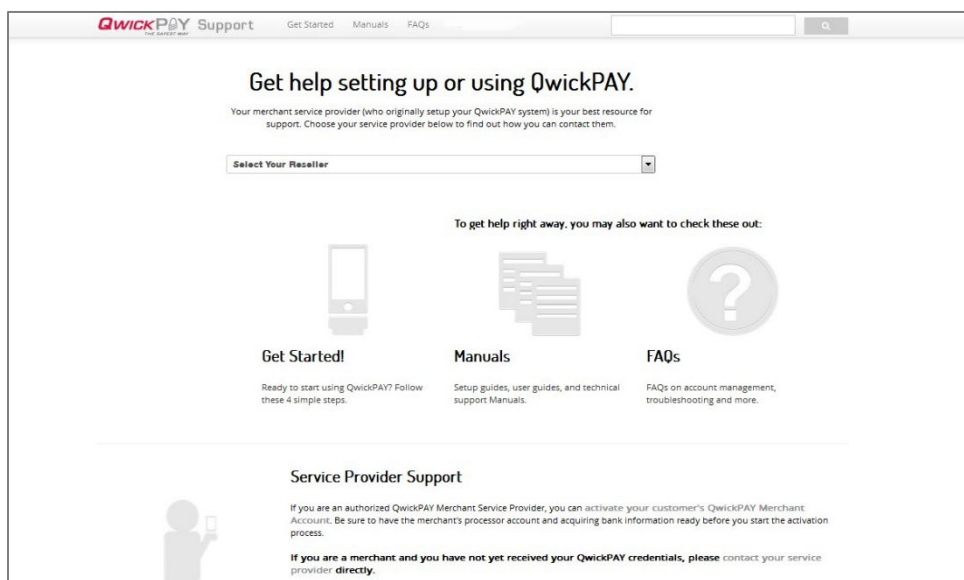 QWICKPAY Support Get Started Manuals FAQs
THE SAFEST WAY
Get help setting up or using QwickPAY.
Your merchant service provider (who originally setup your QwickPAY system) is your best resource for
support. Choose your service provider below to find out how you can contact them.
Select Your Reseller
To get help right away, you may also want to check these out:
Get Started!
Ready to start using QwickPAY? Follow
these 4 simple steps.
Manuals
Setup guides, user guides, and technical
support Manuals.
FAQs
FAQs on account management,
troubleshooting and more.
Service Provider Support
If you are an authorized QwickPAY Merchant Service Provider, you can activate your customer's QwickPAY Merchant
Account. Be sure to have the merchant's processor account and acquiring bank information ready before you start the activation
process.
If you are a merchant and you have not yet received your QwickPAY credentials, please contact your service
provider directly.